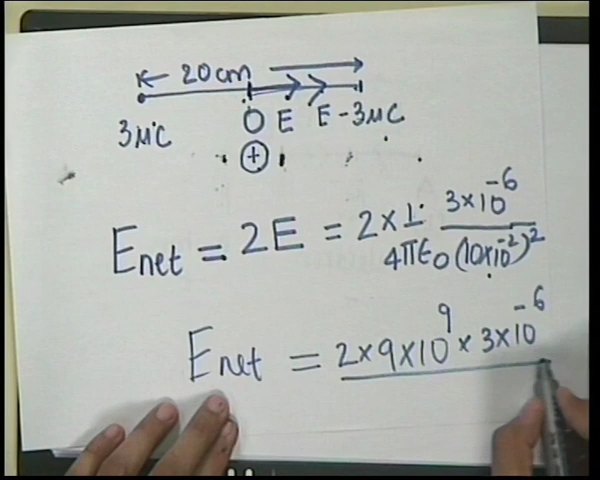 20cm
3μC O E E -3μC
+
Enet = 2E = 2×1/4πE0 3×10^-6/(10×10^-2)^2
Enet = 2×9×10^9×3×10^-6